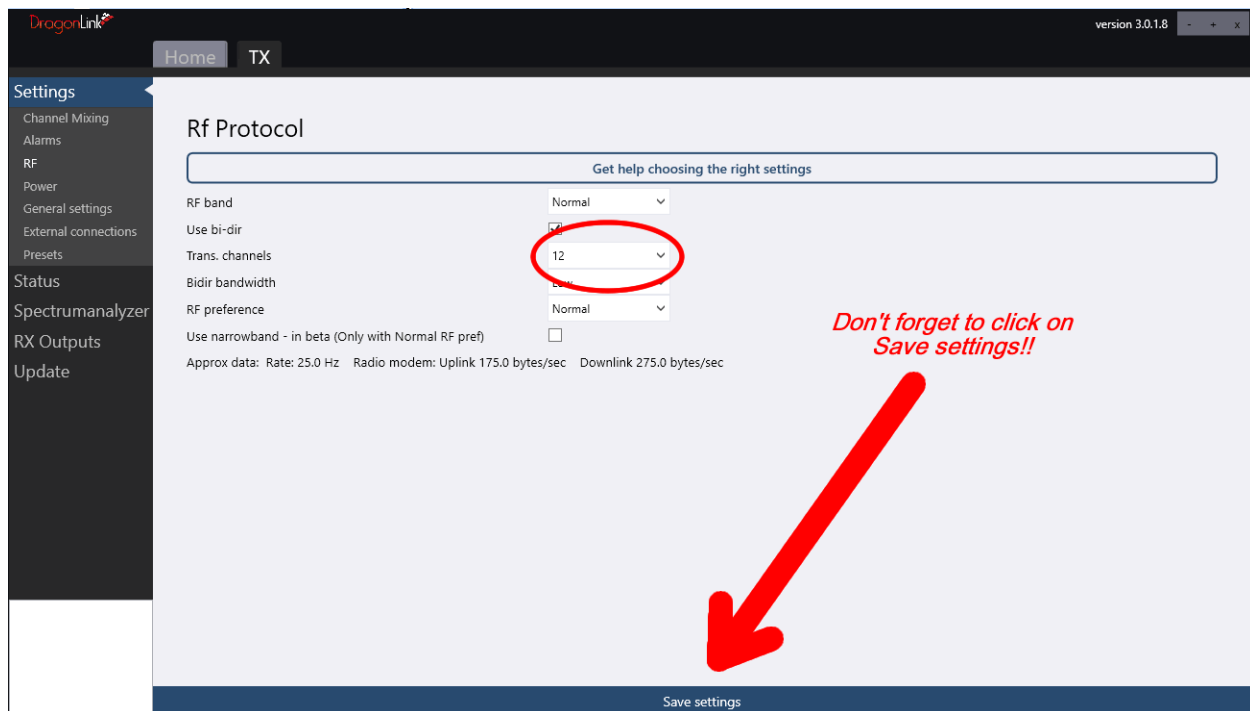 DragonLink
version 3.0.1.8 - + x
Home TX
Settings
Channel Mixing
Alarms
RF
Power
General settings
External connections
Presets
Status
Spectrumanalyzer
RX Outputs
Update
Rf Protocol
Get help choosing the right settings
RF band Normal
Use bi-dir
Trans. channels 12
Bidir bandwidth Low
RF preference Normal
Use narrowband - in beta (Only with Normal RF pref)
Approx data: Rate: 25.0 Hz Radio modem: Uplink 175.0 bytes/sec Downlink 275.0 bytes/sec
Don't forget to click on
Save settings!!
Save settings